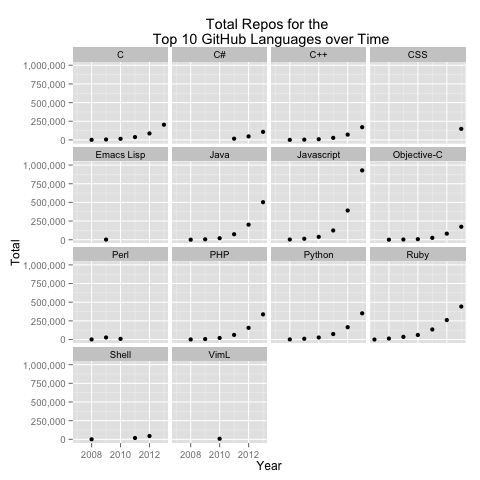 Total Repos for the
Top 10 GitHub Languages over Time
C C# C++ CSS
1,000,000
750,000
500,000
250,000
0
Emacs Lisp Java Javascript Objective-C
1,000,000
750,000
500,000
250,000
0
Perl PHP Python Ruby
1,000,000
750,000
500,000
250,000
0
Shell VimL
1,000,000
750,000
500,000
250,000
0
2008 2010 2012 2008 2010 2012
Total
Year